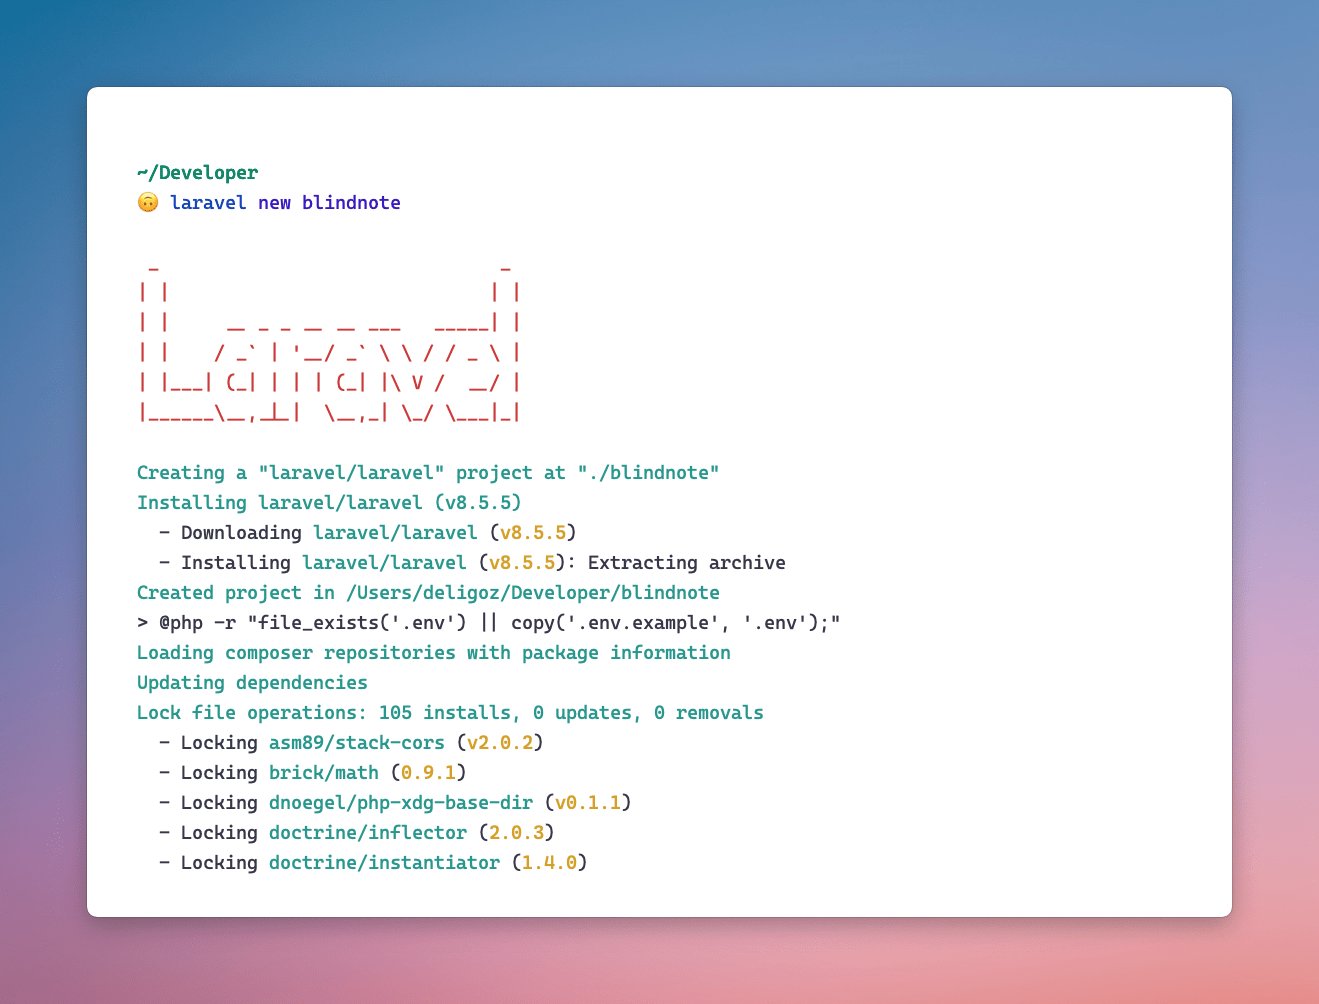 ~/Developer
🙃 laravel new blindnote
 _                               _
| |                             | |
| |     __ _ _ __ __ ___   _____| |
| |    / _` | '__/ _` \ \ / / _ \ |
| |___| (_| | | | (_| |\ V /  __/ |
|______\__,_|_|  \__,_| \_/ \___|_|
Creating a "laravel/laravel" project at "./blindnote"
Installing laravel/laravel (v8.5.5)
  - Downloading laravel/laravel (v8.5.5)
  - Installing laravel/laravel (v8.5.5): Extracting archive
Created project in /Users/deligoz/Developer/blindnote
> @php -r "file_exists('.env') || copy('.env.example', '.env');"
Loading composer repositories with package information
Updating dependencies
Lock file operations: 105 installs, 0 updates, 0 removals
  - Locking asm89/stack-cors (v2.0.2)
  - Locking brick/math (0.9.1)
  - Locking dnoegel/php-xdg-base-dir (v0.1.1)
  - Locking doctrine/inflector (2.0.3)
  - Locking doctrine/instantiator (1.4.0)